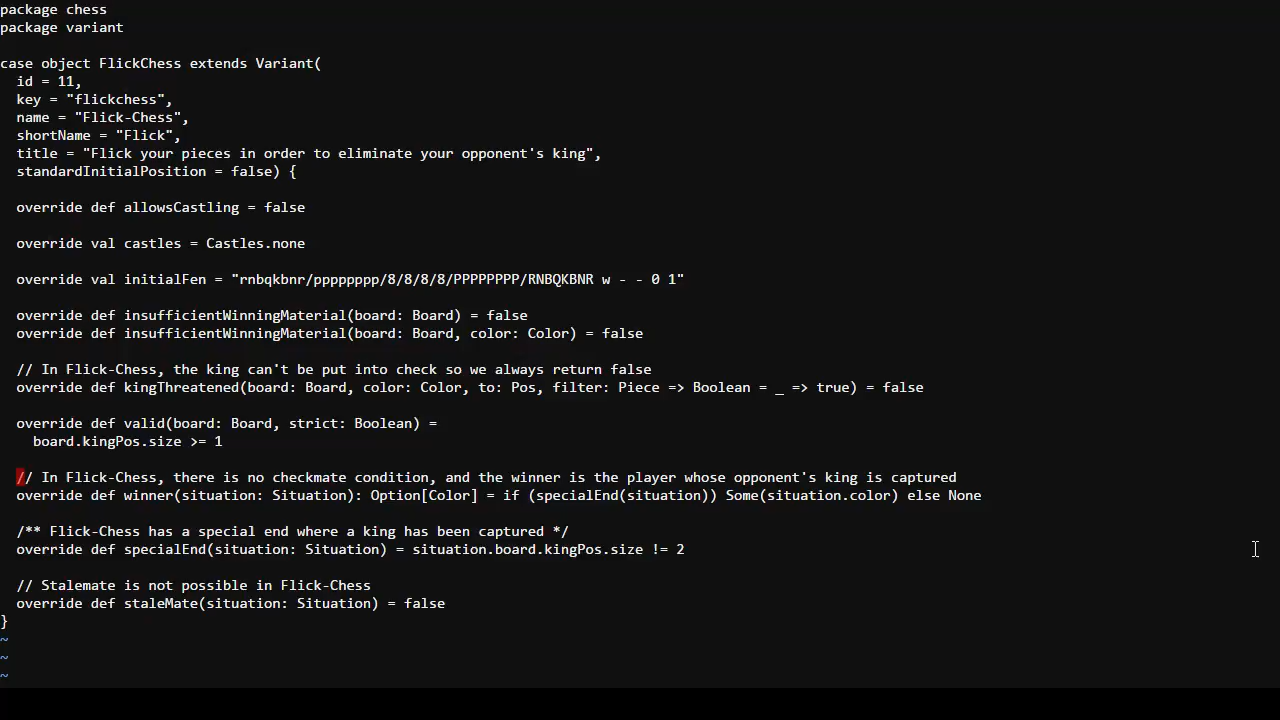 package chess
package variant
case object FlickChess extends Variant(
id = 11,
key = "flickchess",
name = "Flick-Chess",
shortName = "Flick",
title = "Flick your pieces in order to eliminate your opponent's king",
standardInitialPosition = false) {
override def allowsCastling = false
override val castles = Castles.none
override val initialFen = "rnbqkbnr/pppppppp/8/8/8/8/PPPPPPPP/RNBQKBNR w - - 0 1"
override def insufficientWinningMaterial(board: Board) = false
override def insufficientWinningMaterial(board: Board, color: Color) = false
// In Flick-Chess, the king can't be put into check so we always return false
override def kingThreatened(board: Board, color: Color, to: Pos, filter: Piece => Boolean = _ => true) = false
override def valid(board: Board, strict: Boolean) =
board.kingPos.size >= 1
// In Flick-Chess, there is no checkmate condition, and the winner is the player whose opponent's king is captured
override def winner(situation: Situation): Option[Color] = if (specialEnd(situation)) Some(situation.color) else None
/** Flick-Chess has a special end where a king has been captured */
override def specialEnd(situation: Situation) = situation.board.kingPos.size != 2
// Stalemate is not possible in Flick-Chess
override def staleMate(situation: Situation) = false
}
~
~
~